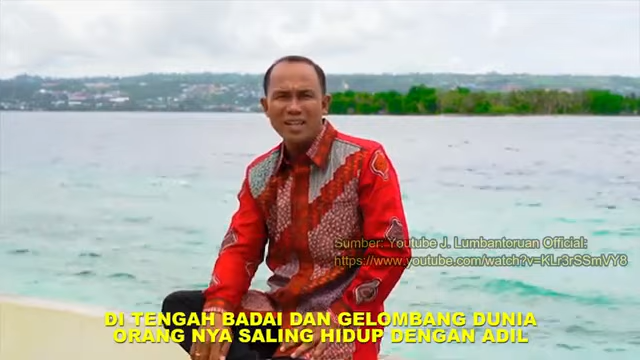 Sumber: Youtube J. Lumbantoruan Official:
https://www.youtube.com/watch?v=KLr3rSSmVY8
DI TENGAH BADAI DAN GELOMBANG DUNIA
ORANG NYA SALING HIDUP DENGAN ADIL